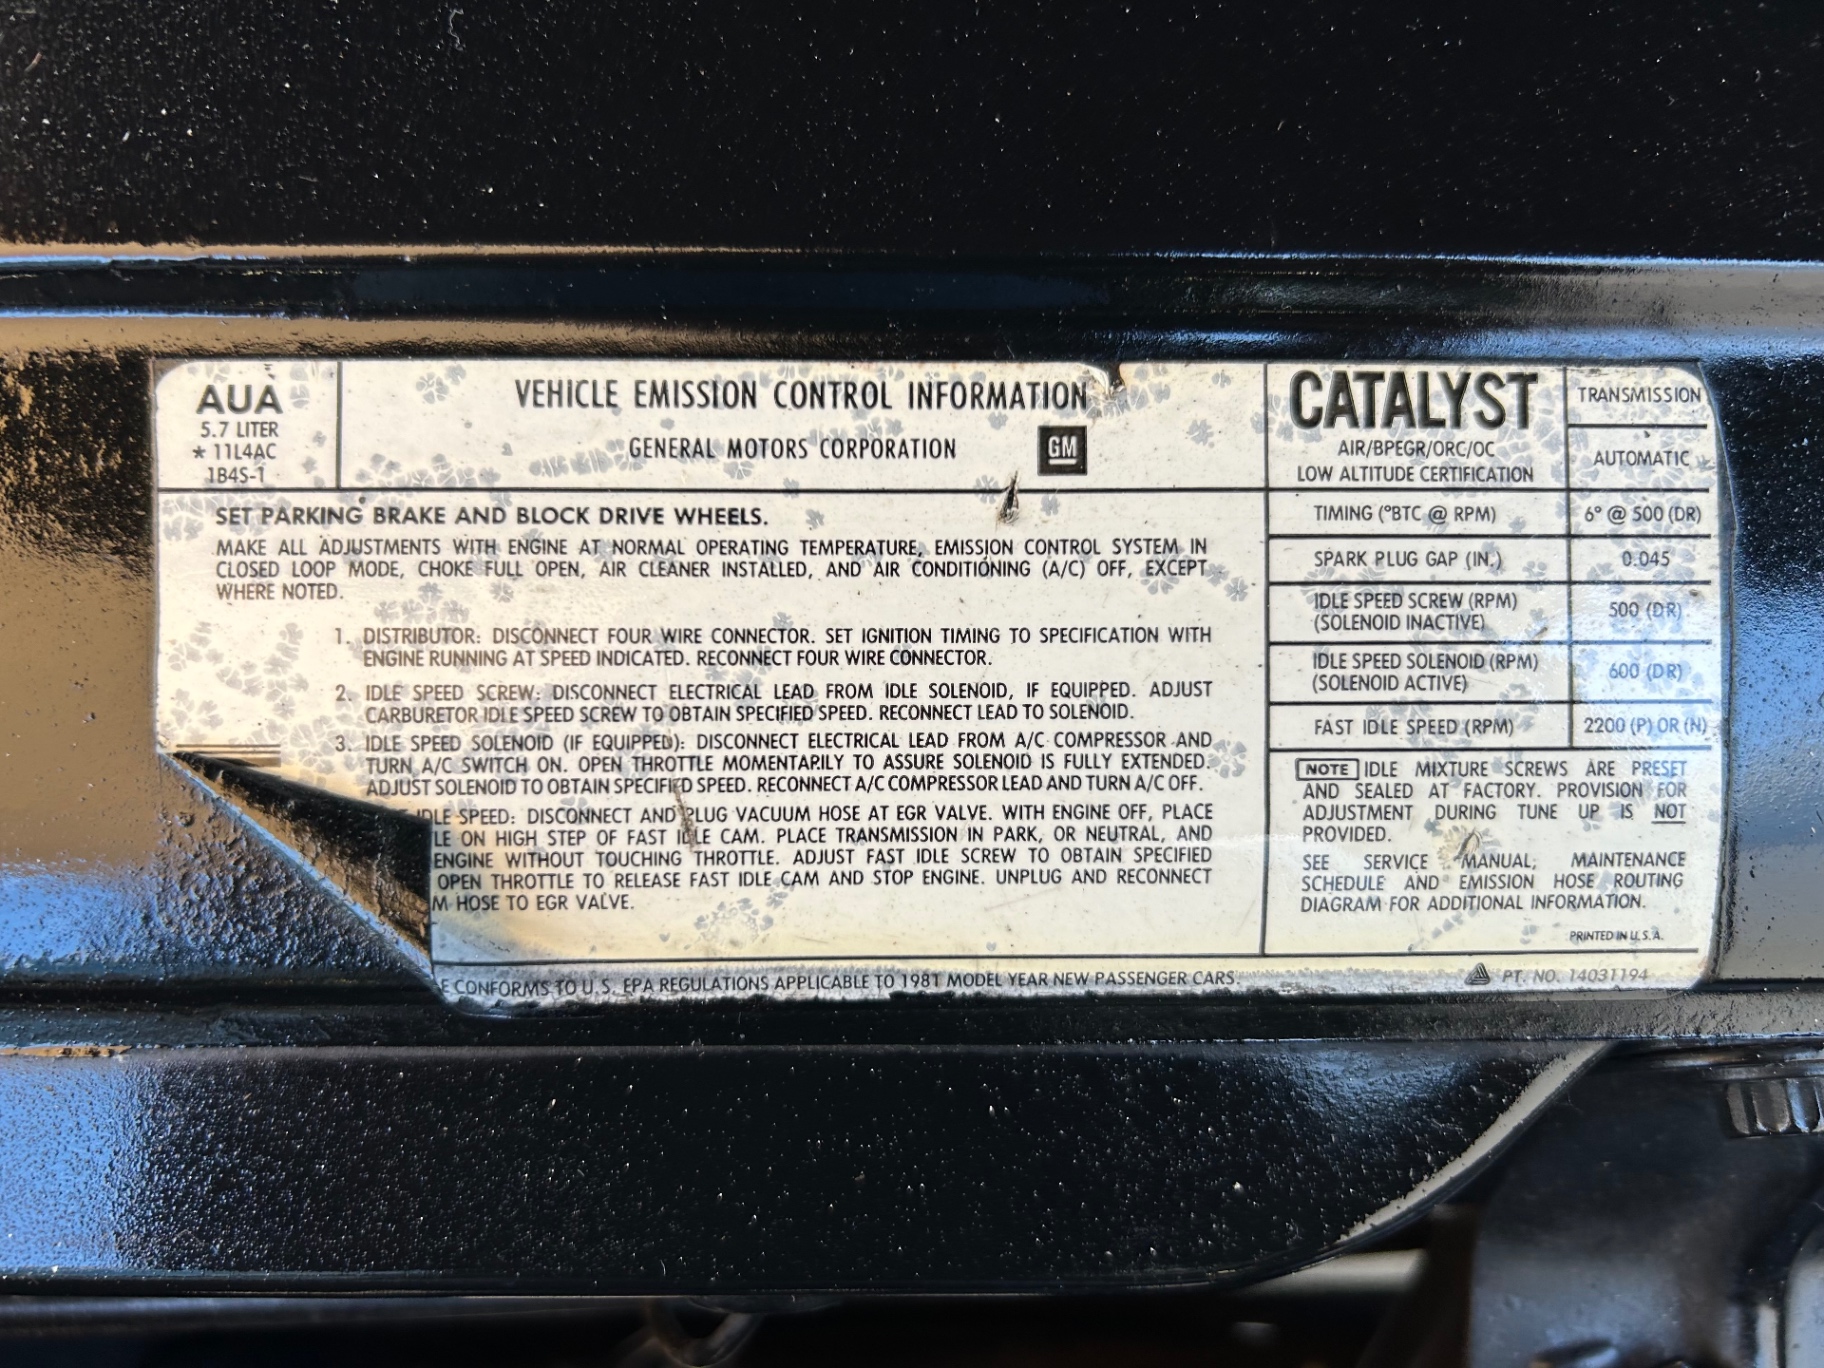 AUA
5.7 LITER
* 11L4AC
1B4S-1
VEHICLE EMISSION CONTROL INFORMATION
GENERAL MOTORS CORPORATION
GM
SET PARKING BRAKE AND BLOCK DRIVE WHEELS.
MAKE ALL ADJUSTMENTS WITH ENGINE AT NORMAL OPERATING TEMPERATURE, EMISSION CONTROL SYSTEM IN
CLOSED LOOP MODE, CHOKE FULL OPEN, AIR CLEANER INSTALLED, AND AIR CONDITIONING (A/C) OFF, EXCEPT
WHERE NOTED.
1. DISTRIBUTOR: DISCONNECT FOUR WIRE CONNECTOR. SET IGNITION TIMING TO SPECIFICATION WITH
ENGINE RUNNING AT SPEED INDICATED. RECONNECT FOUR WIRE CONNECTOR.
2. IDLE SPEED SCREW: DISCONNECT ELECTRICAL LEAD FROM IDLE SOLENOID, IF EQUIPPED. ADJUST
CARBURETOR IDLE SPEED SCREW TO OBTAIN SPECIFIED SPEED. RECONNECT LEAD TO SOLENOID.
3. IDLE SPEED SOLENOID (IF EQUIPPED): DISCONNECT ELECTRICAL LEAD FROM A/C COMPRESSOR AND
TURN A/C SWITCH ON. OPEN THROTTLE MOMENTARILY TO ASSURE SOLENOID IS FULLY EXTENDED.
ADJUST SOLENOID TO OBTAIN SPECIFIED SPEED. RECONNECT A/C COMPRESSOR LEAD AND TURN A/C OFF.
IDLE SPEED: DISCONNECT AND PLUG VACUUM HOSE AT EGR VALVE. WITH ENGINE OFF, PLACE
LE ON HIGH STEP OF FAST IDLE CAM. PLACE TRANSMISSION IN PARK, OR NEUTRAL, AND
ENGINE WITHOUT TOUCHING THROTTLE. ADJUST FAST IDLE SCREW TO OBTAIN SPECIFIED
OPEN THROTTLE TO RELEASE FAST IDLE CAM AND STOP ENGINE. UNPLUG AND RECONNECT
M HOSE TO EGR VALVE.
E CONFORMS TO U.S. EPA REGULATIONS APPLICABLE TO 1981 MODEL YEAR NEW PASSENGER CARS.
CATALYST
AIR/BPEGR/ORC/OC
LOW ALTITUDE CERTIFICATION
TRANSMISSION
AUTOMATIC
TIMING (°BTC @ RPM)
6° @ 500 (DR)
SPARK PLUG GAP (IN.)
0.045
IDLE SPEED SCREW (RPM)
(SOLENOID INACTIVE)
500 (DR)
IDLE SPEED SOLENOID (RPM)
(SOLENOID ACTIVE)
600 (DR)
FAST IDLE SPEED (RPM)
2200 (P) OR (N)
NOTE IDLE MIXTURE SCREWS ARE PRESET
AND SEALED AT FACTORY. PROVISION FOR
ADJUSTMENT DURING TUNE UP IS NOT
PROVIDED.
SEE SERVICE MANUAL, MAINTENANCE
SCHEDULE AND EMISSION HOSE ROUTING
DIAGRAM FOR ADDITIONAL INFORMATION.
PRINTED IN U.S.A.
PT. NO. 14031194